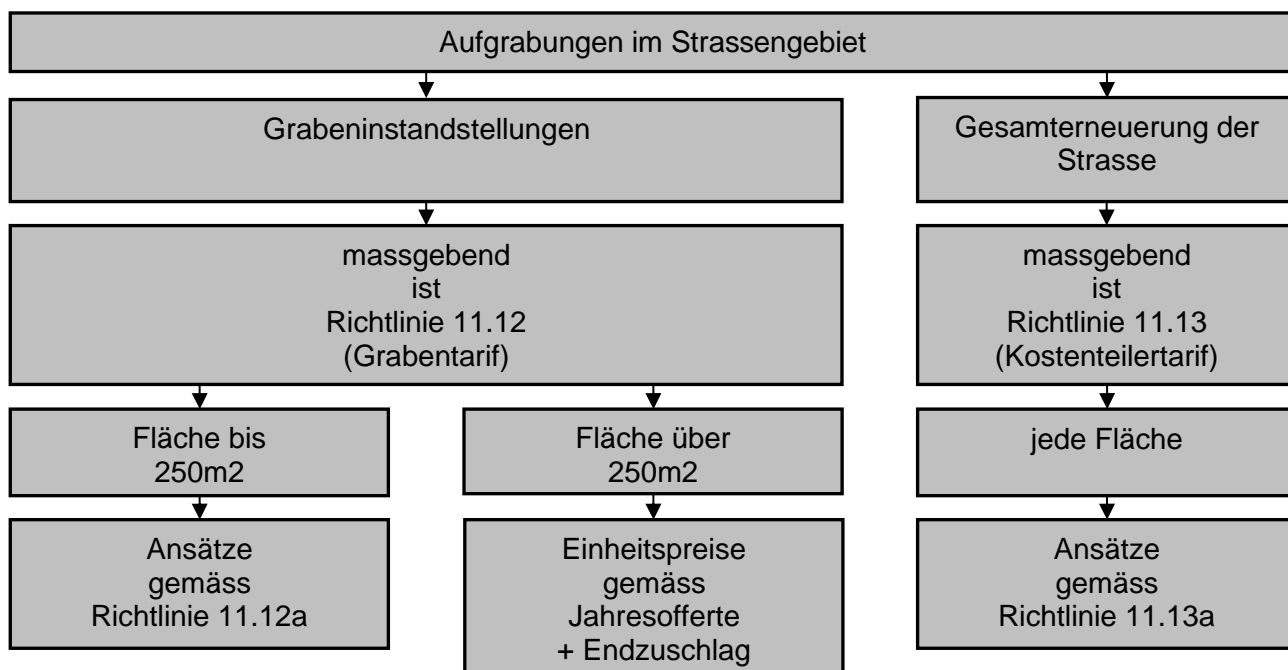 Aufgrabungen im Strassengebiet
Grabeninstandstellungen
Gesamterneuerung der
Strasse
massgebend
ist
Richtlinie 11.12
(Grabentarif)
massgebend
ist
Richtlinie 11.13
(Kostenteilertarif)
Fläche bis
250m2
Fläche über
250m2
jede Fläche
Ansätze
gemäss
Richtlinie 11.12a
Einheitspreise
gemäss
Jahresofferte
+ Endzuschlag
Ansätze
gemäss
Richtlinie 11.13a